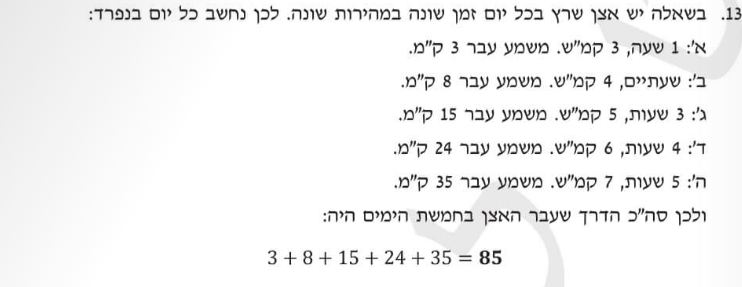 13. בשאלה יש אצן שרץ בכל יום זמן שונה במהירות שונה. לכן נחשב כל יום בנפרד:
א': 1 שעה, 3 קמ"ש. משמע עבר 3 ק"מ.
ב': שעתיים, 4 קמ"ש. משמע עבר 8 ק"מ.
ג': 3 שעות, 5 קמ"ש. משמע עבר 15 ק"מ.
ד': 4 שעות, 6 קמ"ש. משמע עבר 24 ק"מ.
ה': 5 שעות, 7 קמ"ש. משמע עבר 35 ק"מ.
ולכן סה"כ הדרך שעבר האצן בחמשת הימים היה:
3 + 8 + 15 + 24 + 35 = 85